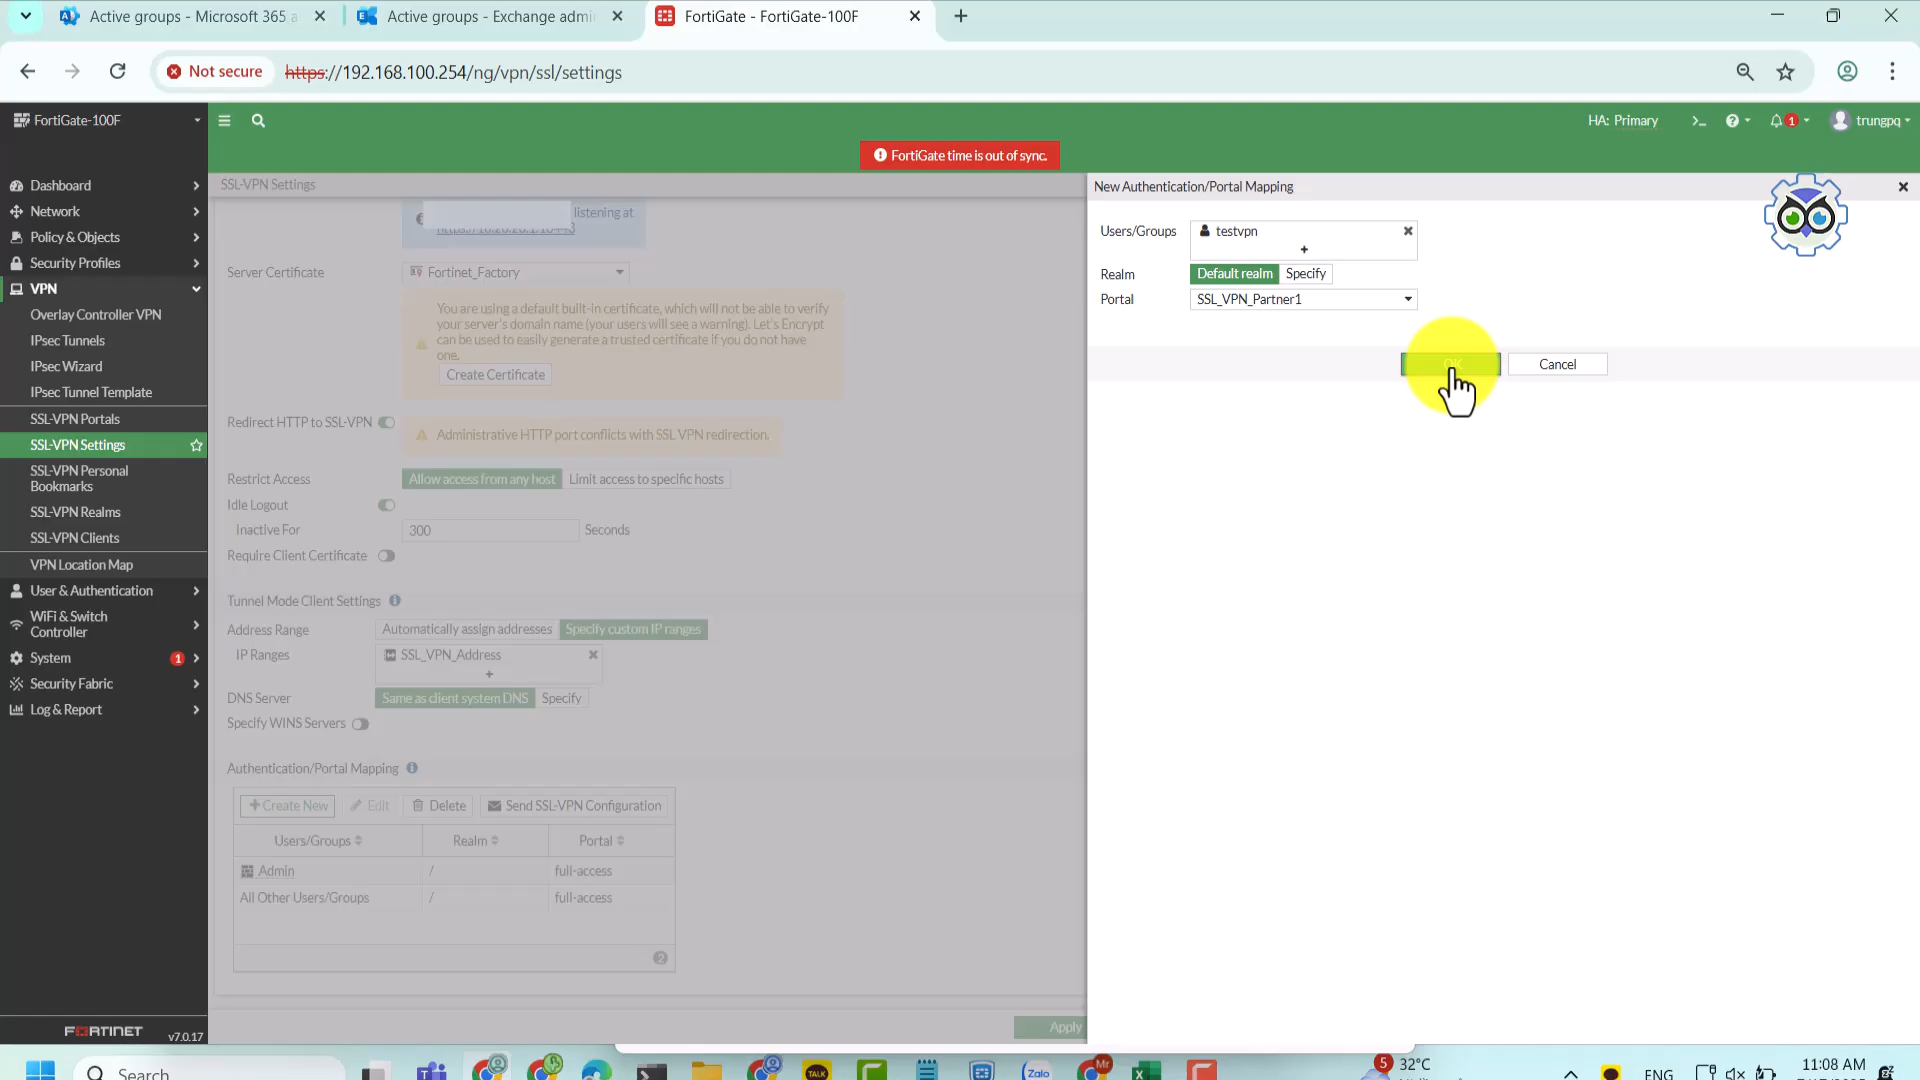 Active groups - Microsoft 365 a
Active groups - Exchange admi
FortiGate - FortiGate-100F
Not secure
https://192.168.100.254/ng/vpn/ssl/settings
FortiGate-100F
HA: Primary
1
trungpq
FortiGate time is out of sync.
Dashboard
Network
Policy & Objects
Security Profiles
VPN
Overlay Controller VPN
IPsec Tunnels
IPsec Wizard
IPsec Tunnel Template
SSL-VPN Portals
SSL-VPN Settings
SSL-VPN Personal
Bookmarks
SSL-VPN Realms
SSL-VPN Clients
VPN Location Map
User & Authentication
WiFi & Switch
Controller
System
1
Security Fabric
Log & Report
FORTINET
v7.0.17
SSL-VPN Settings
listening at
Server Certificate
Fortinet_Factory
You are using a default built-in certificate, which will not be able to verify
your server's domain name (your users will see a warning). Let's Encrypt
can be used to easily generate a trusted certificate if you do not have
one.
Create Certificate
Redirect HTTP to SSL-VPN
Administrative HTTP port conflicts with SSL VPN redirection.
Restrict Access
Allow access from any host
Limit access to specific hosts
Idle Logout
Inactive For
300
Seconds
Require Client Certificate
Tunnel Mode Client Settings
Address Range
Automatically assign addresses
Specify custom IP ranges
IP Ranges
SSL_VPN_Address
+
DNS Server
Same as client system DNS
Specify
Specify WINS Servers
Authentication/Portal Mapping
+ Create New
Edit
Delete
Send SSL-VPN Configuration
Users/Groups
Realm
Portal
Admin
/
full-access
All Other Users/Groups
/
full-access
2
Apply
New Authentication/Portal Mapping
Users/Groups
testvpn
+
Realm
Default realm
Specify
Portal
SSL_VPN_Partner1
OK
Cancel
Search
TALK
Zalo
Mr
5
32°C
ENG
11:08 AM